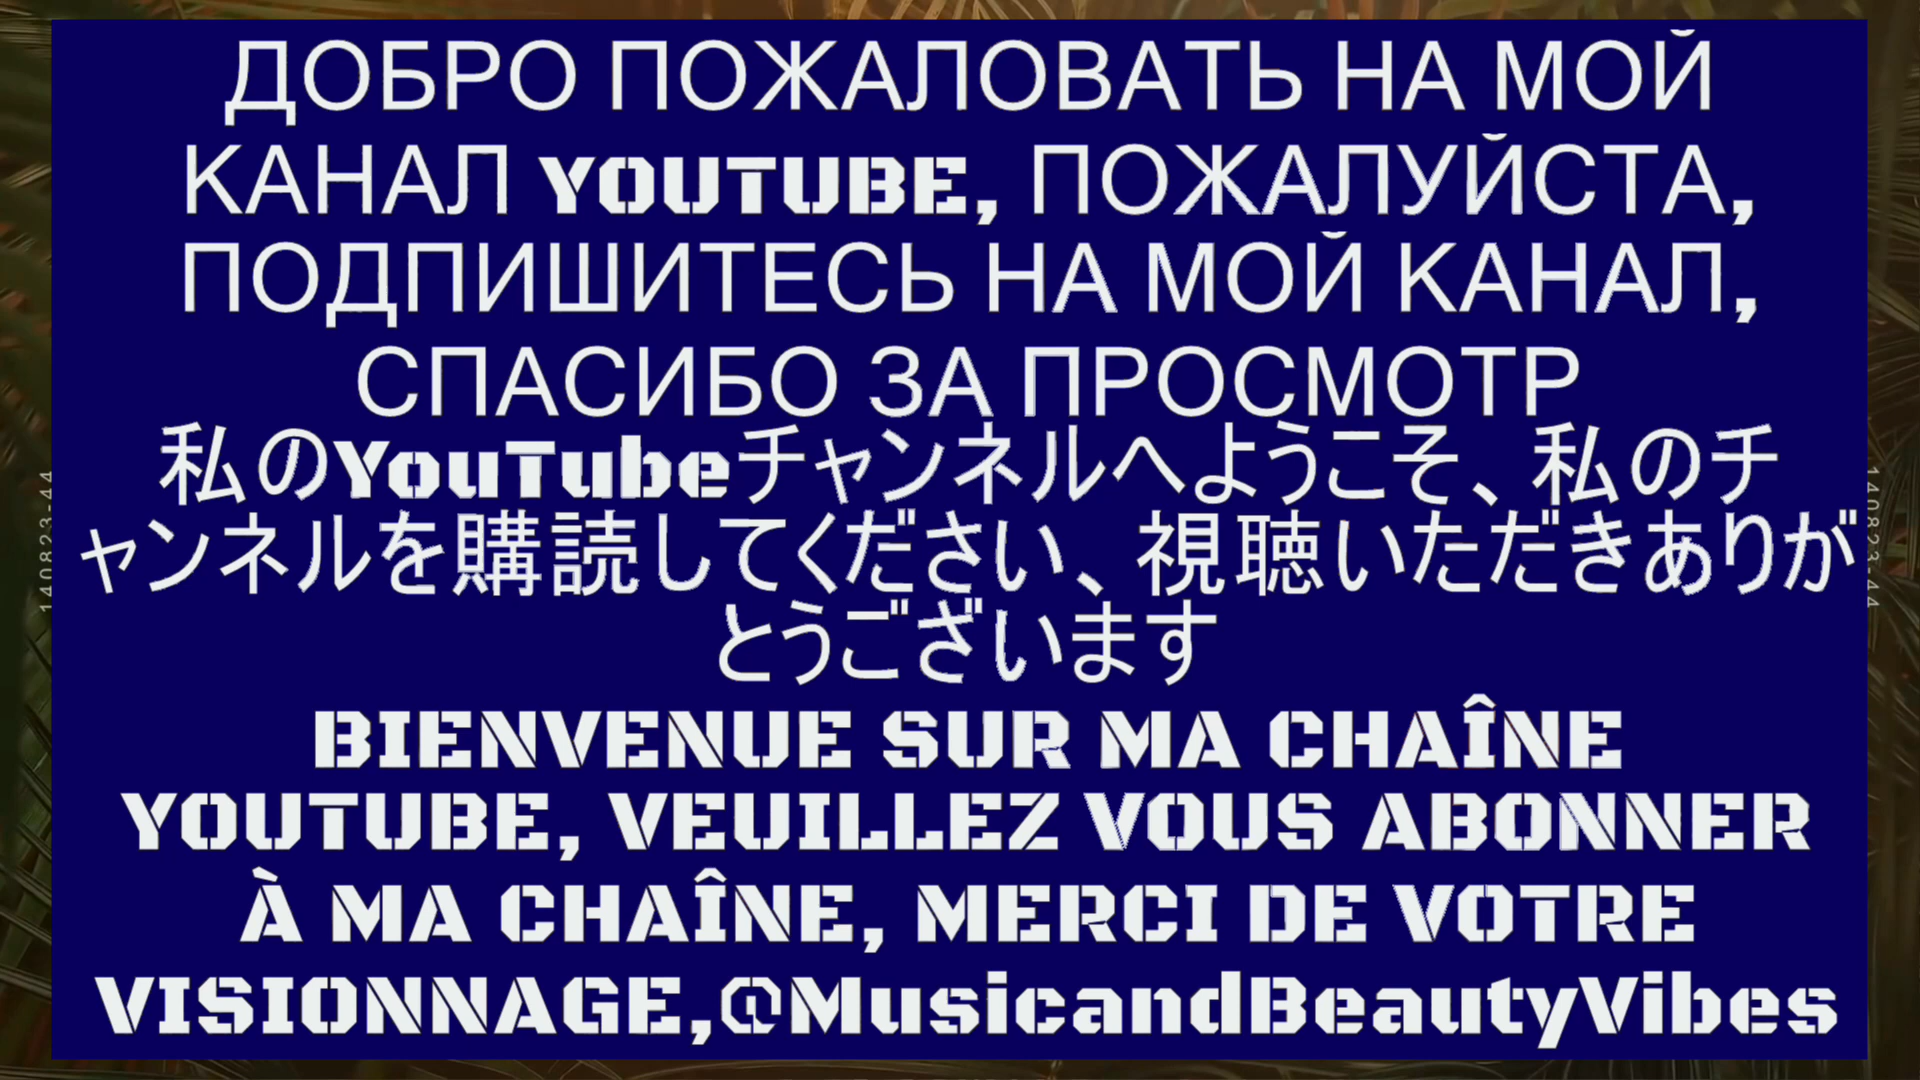 ДОБРО ПОЖАЛОВАТЬ НА МОЙ
КАНАЛ YOUTUBE, ПОЖАЛУЙСТА,
ПОДПИШИТЕСЬ НА МОЙ КАНАЛ,
СПАСИБО ЗА ПРОСМОТР
私のYouTubeチャンネルへようこそ、私のチ
ャンネルを購読してください、視聴いただきありが
とうございます
BIENVENUE SUR MA CHAÎNE
YOUTUBE, VEUILLEZ VOUS ABONNER
À MA CHAÎNE, MERCI DE VOTRE
VISIONNAGE,@MusicandBeautyVibes
140823-44
140823-44